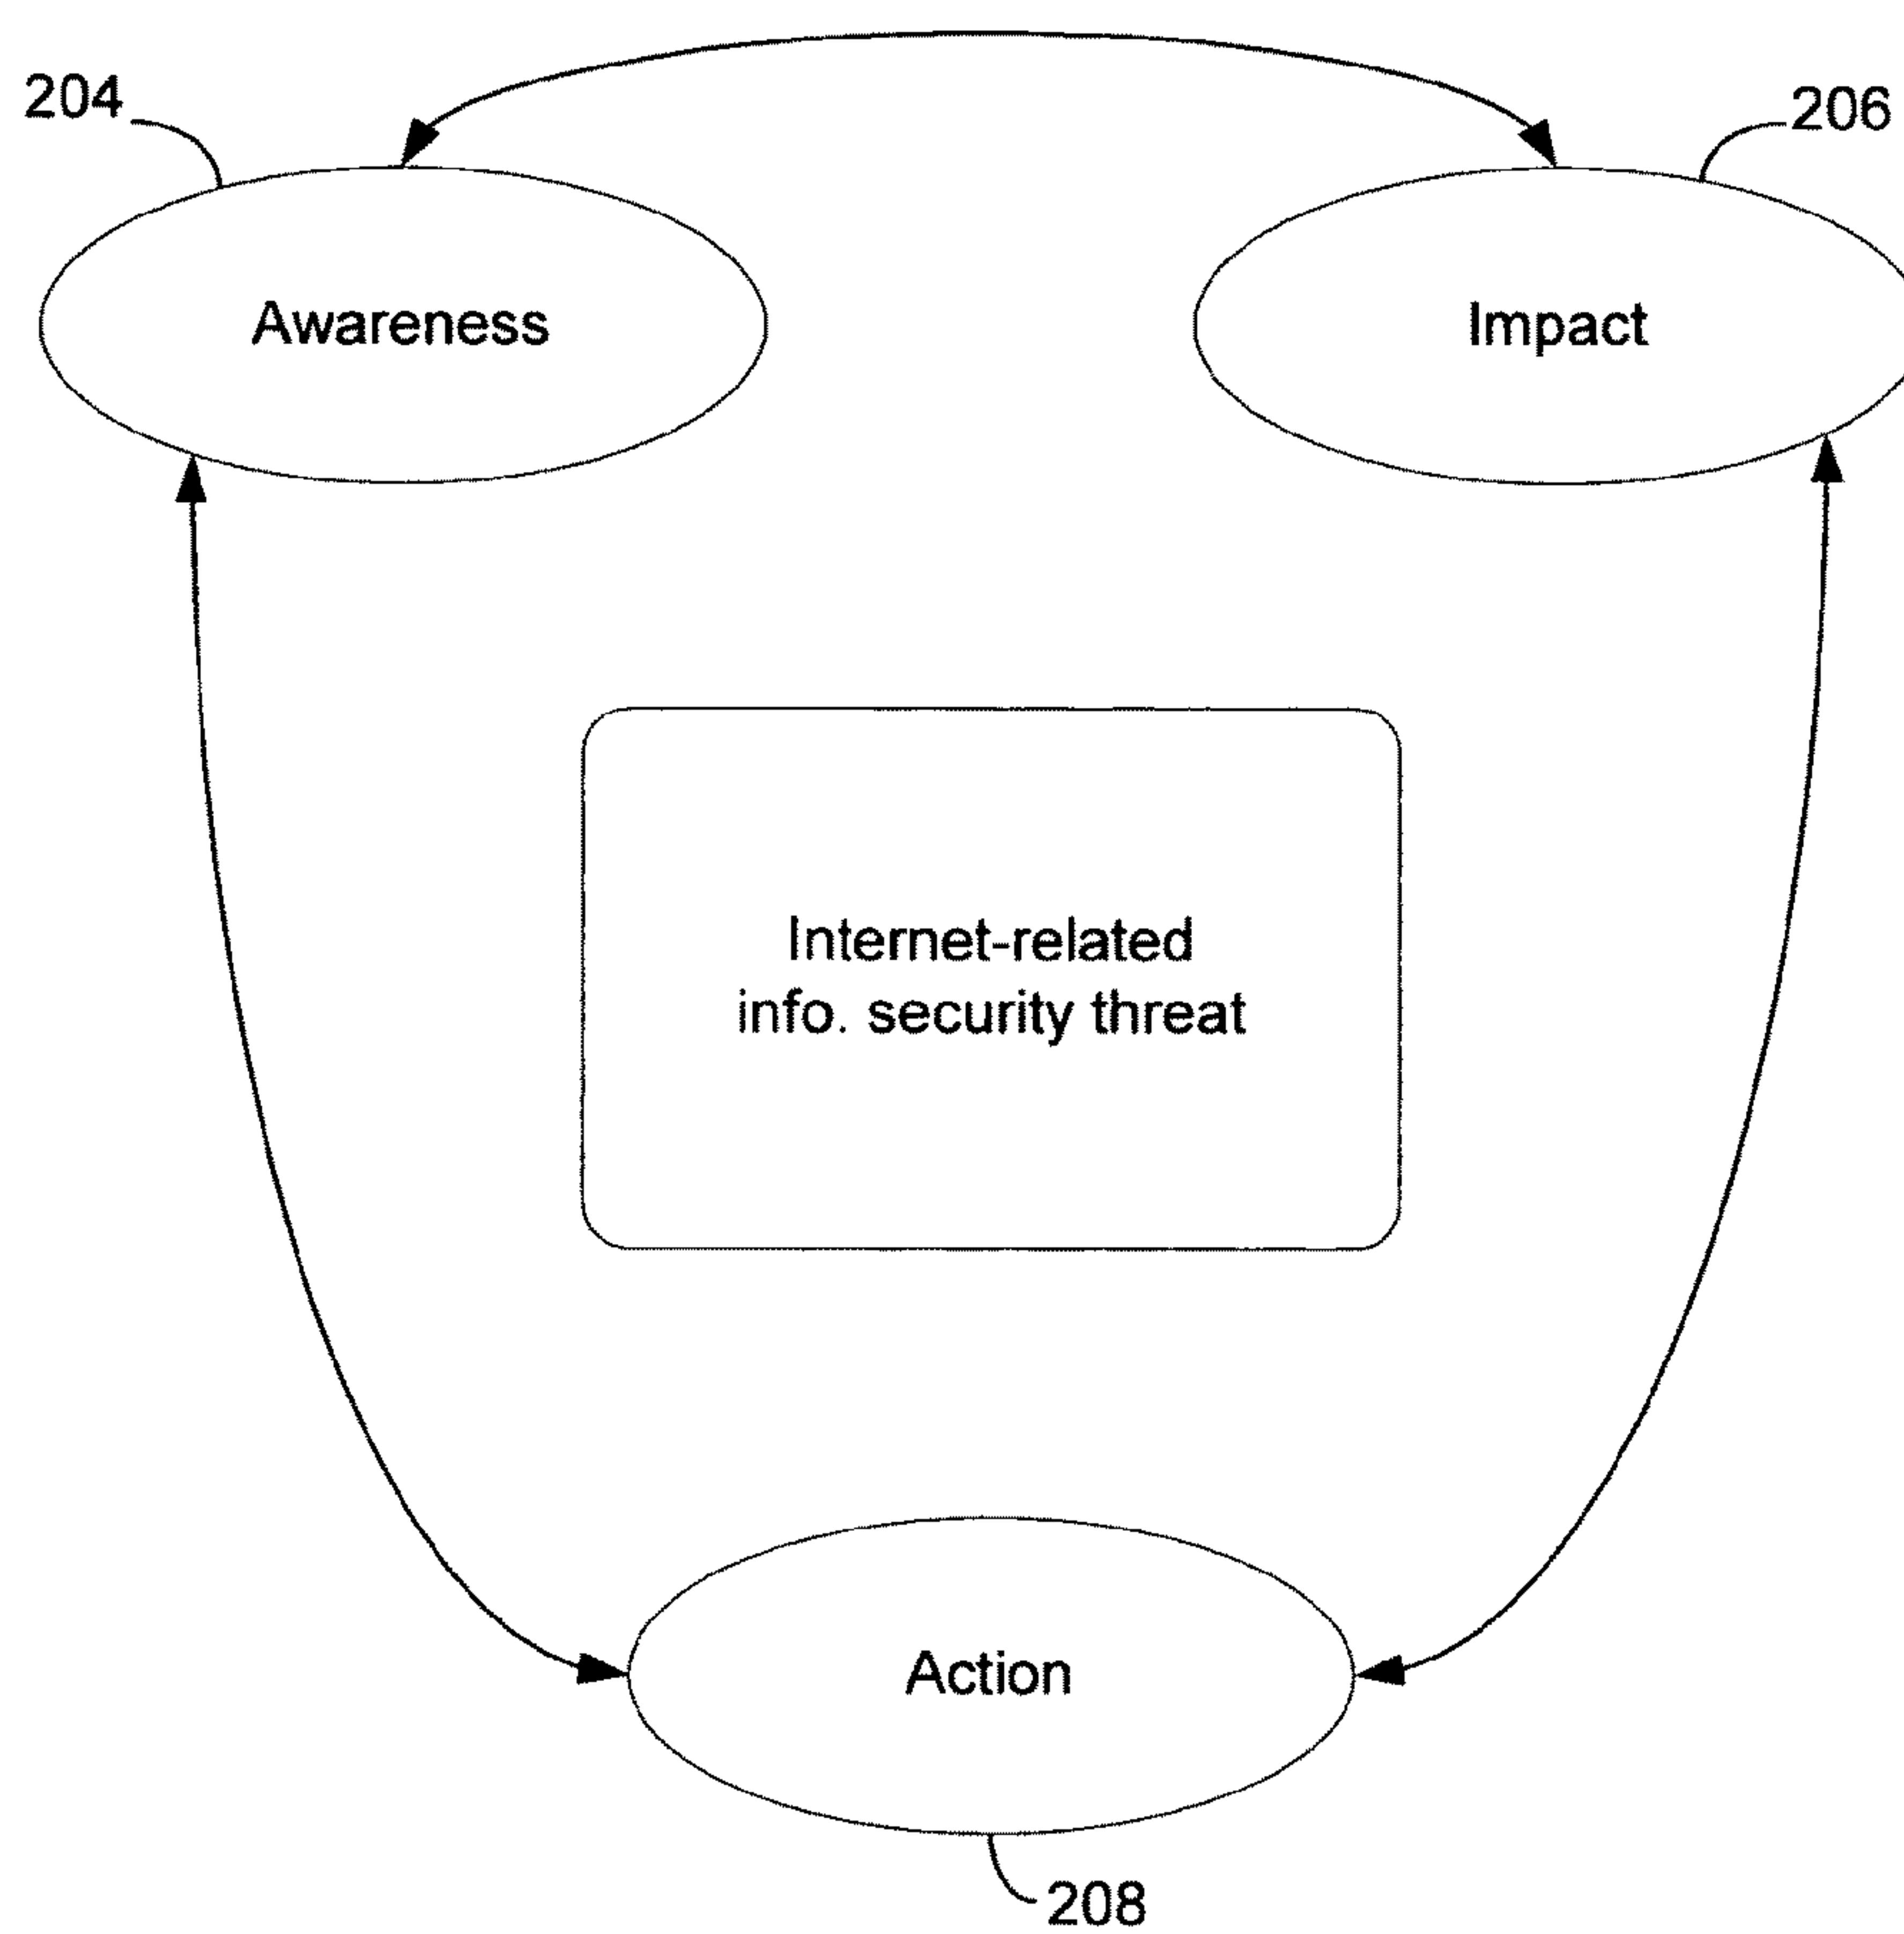 204
206
Awareness
Impact
Internet-related
info. security threat
Action
208